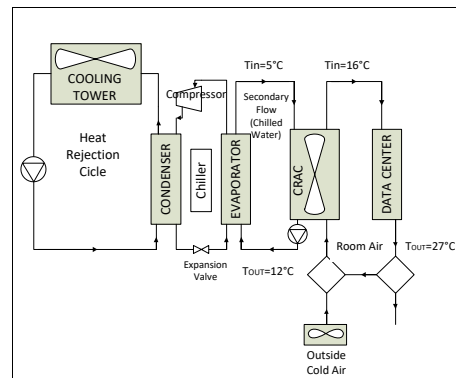 COOLING
TOWER
Heat
Rejection
Cicle
CONDENSER
Compressor
Chiller
Expansion
Valve
EVAPORATOR
Tin=5°C
Secondary
Flow
(Chilled
Water)
TOUT=12°C
CRAC
Tin=16°C
DATA CENTER
Room Air
TOUT=27°C
Outside
Cold Air